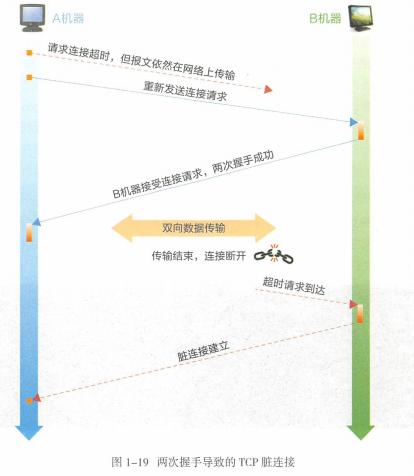 A机器
B机器
请求连接超时，但报文依然在网络上传输
重新发送连接请求
B机器接受连接请求，两次握手成功
双向数据传输
传输结束，连接断开
超时请求到达
脏连接建立
图 1-19 两次握手导致的 TCP 脏连接